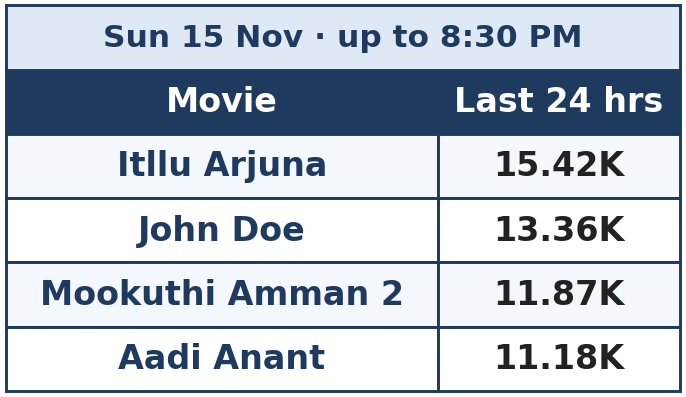 Sun 15 Nov · up to 8:30 PM
Movie Last 24 hrs
Itllu Arjuna 15.42K
John Doe 13.36K
Mookuthi Amman 2 11.87K
Aadi Anant 11.18K